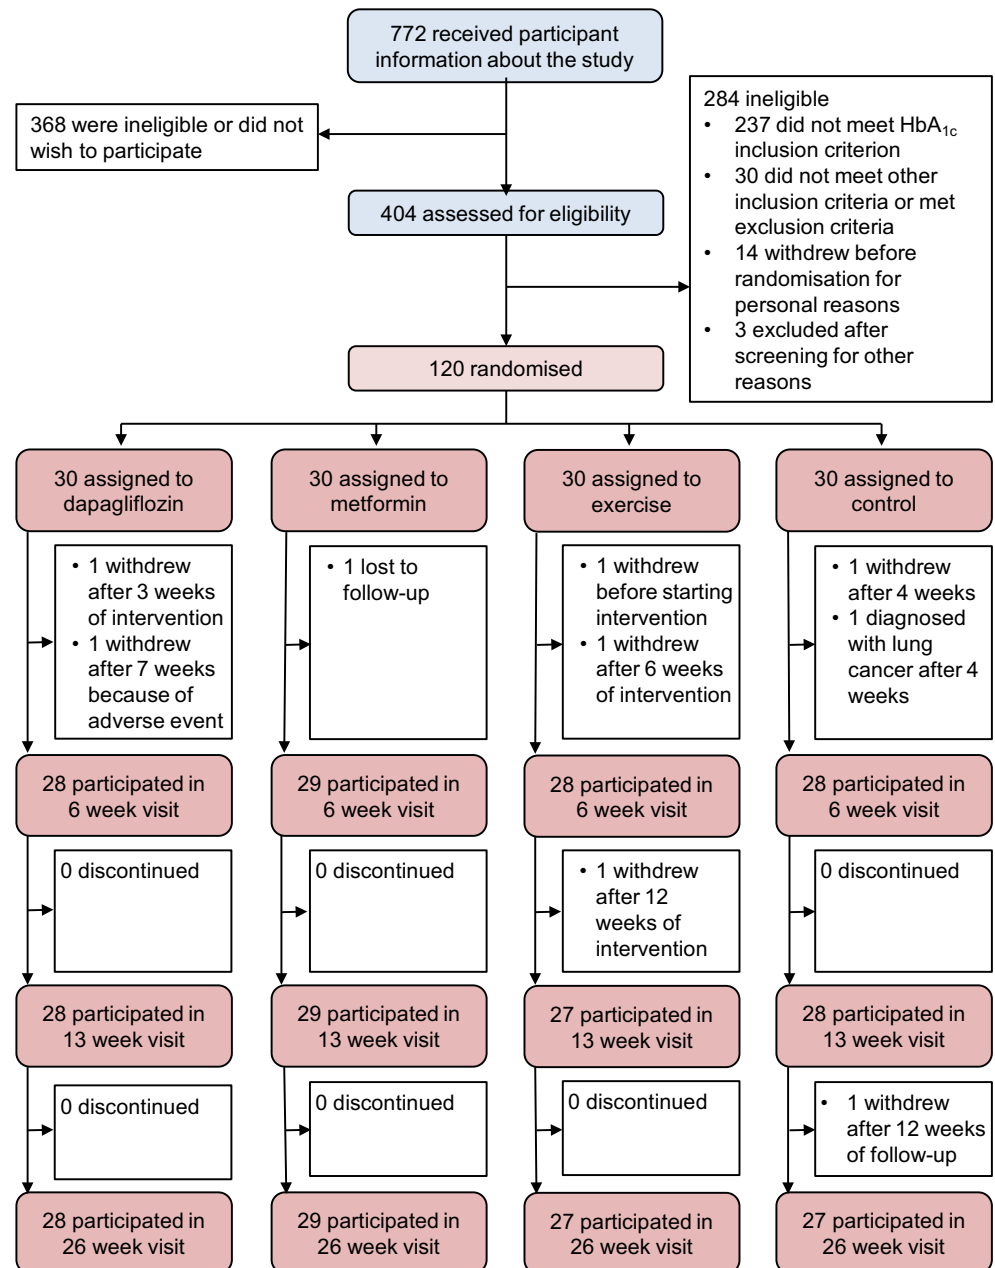 772 received participant
information about the study
368 were ineligible or did not
wish to participate
284 ineligible
• 237 did not meet HbA1c
inclusion criterion
• 30 did not meet other
inclusion criteria or met
exclusion criteria
• 14 withdrew before
randomisation for
personal reasons
• 3 excluded after
screening for other
reasons
404 assessed for eligibility
120 randomised
30 assigned to
dapagliflozin
30 assigned to
metformin
30 assigned to
exercise
30 assigned to
control
• 1 withdrew
after 3 weeks
of intervention
• 1 withdrew
after 7 weeks
because of
adverse event
• 1 lost to
follow-up
• 1 withdrew
before starting
intervention
• 1 withdrew
after 6 weeks
of intervention
• 1 withdrew
after 4 weeks
• 1 diagnosed
with lung
cancer after 4
weeks
28 participated in
6 week visit
29 participated in
6 week visit
28 participated in
6 week visit
28 participated in
6 week visit
0 discontinued
0 discontinued
• 1 withdrew
after 12
weeks of
intervention
0 discontinued
28 participated in
13 week visit
29 participated in
13 week visit
27 participated in
13 week visit
28 participated in
13 week visit
0 discontinued
0 discontinued
0 discontinued
• 1 withdrew
after 12 weeks
of follow-up
28 participated in
26 week visit
29 participated in
26 week visit
27 participated in
26 week visit
27 participated in
26 week visit